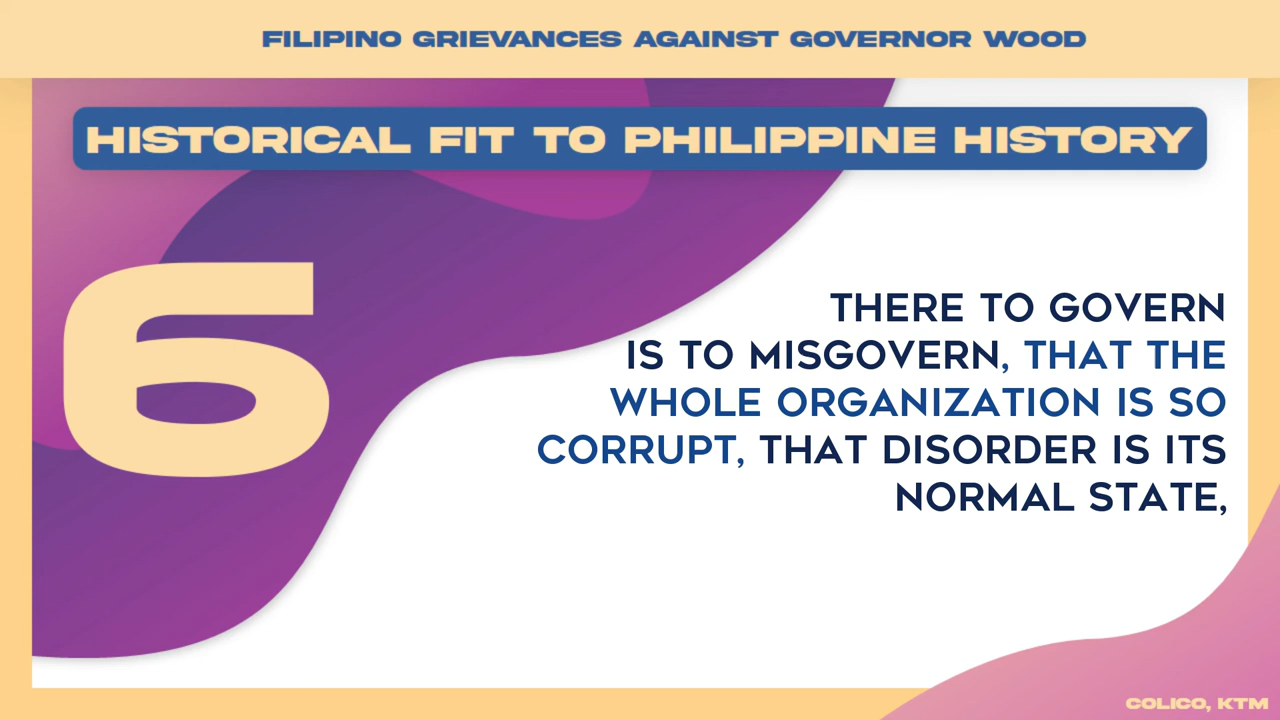 FILIPINO GRIEVANCES AGAINST GOVERNOR WOOD
HISTORICAL FIT TO PHILIPPINE HISTORY
6
THERE TO GOVERN
IS TO MISGOVERN, THAT THE
WHOLE ORGANIZATION IS SO
CORRUPT, THAT DISORDER IS ITS
NORMAL STATE,
COLICO, KTM